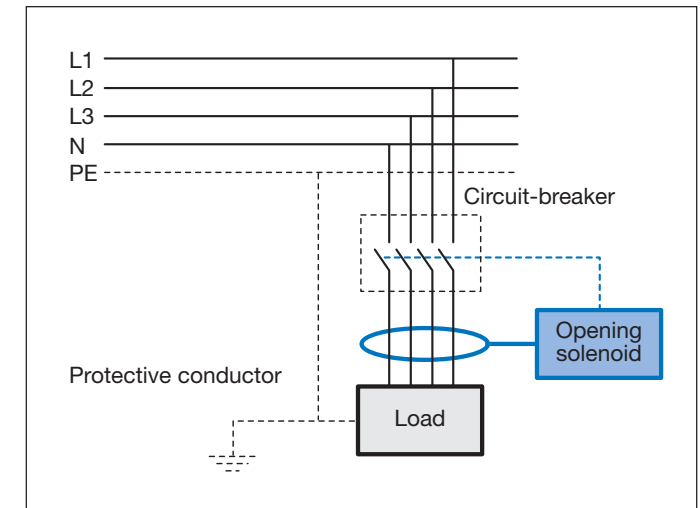 L1
L2
L3
N
PE
Circuit-breaker
Opening
solenoid
Protective conductor
Load